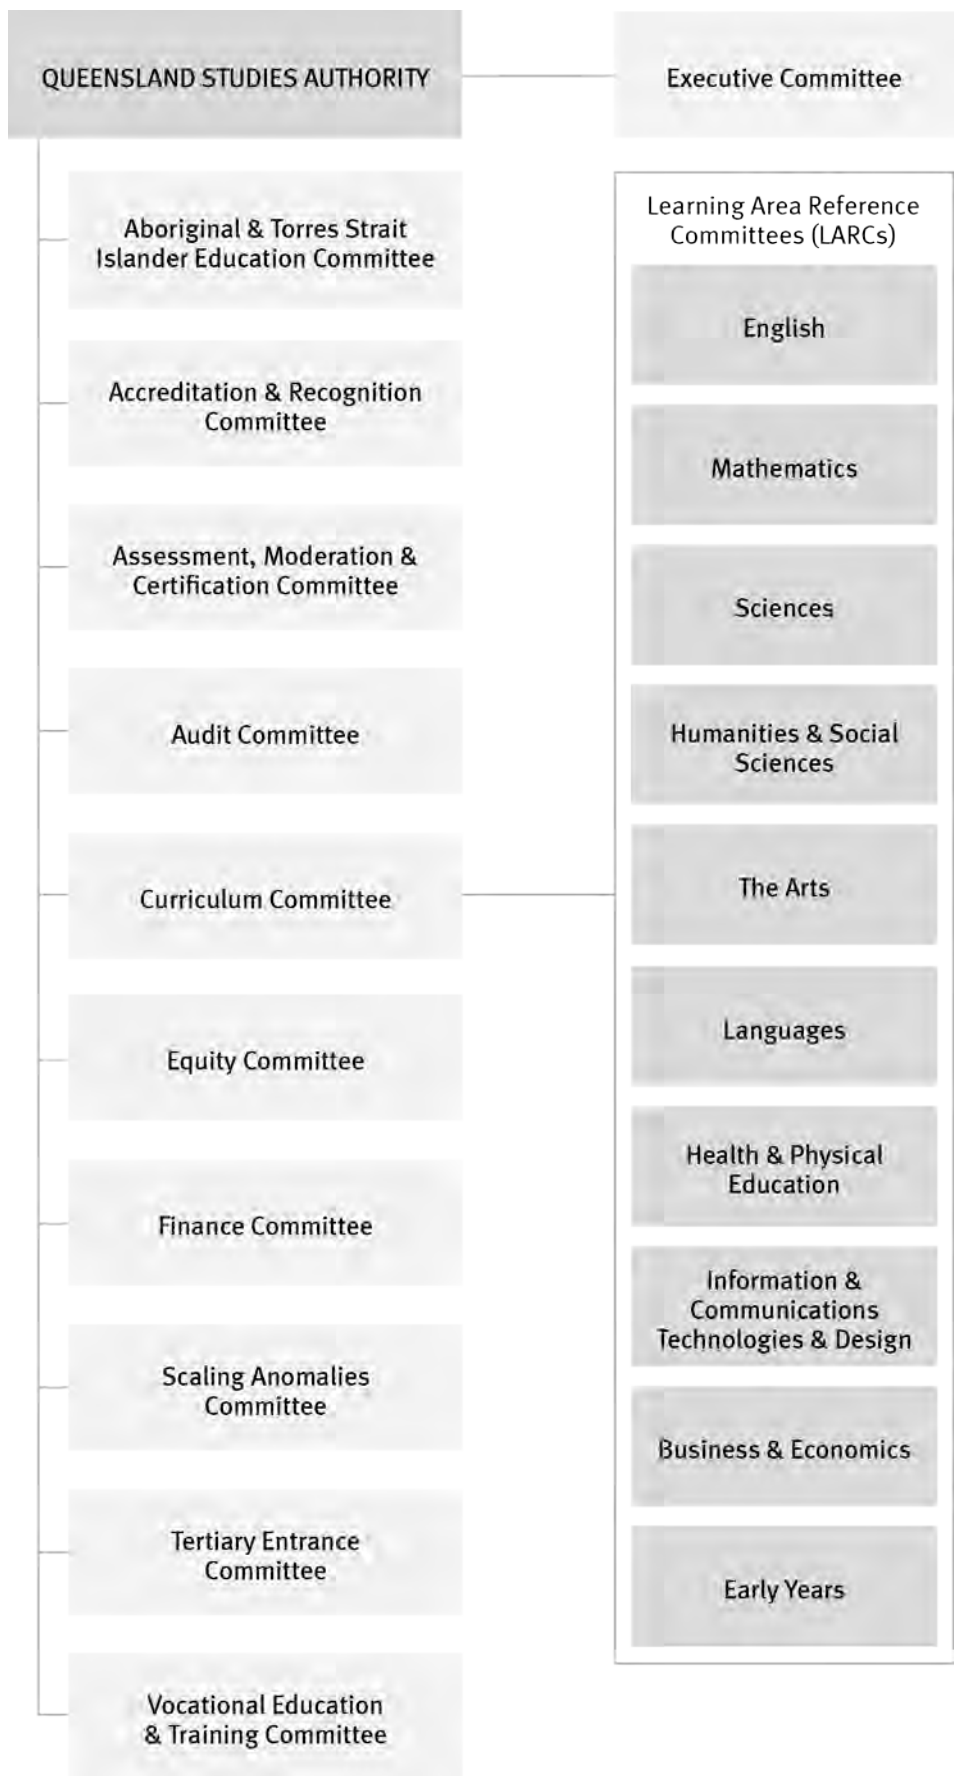 QUEENSLAND STUDIES AUTHORITY
Executive Committee
Aboriginal & Torres Strait
Islander Education Committee
Accreditation & Recognition
Committee
Assessment, Moderation &
Certification Committee
Audit Committee
Curriculum Committee
Equity Committee
Finance Committee
Scaling Anomalies
Committee
Tertiary Entrance
Committee
Vocational Education
& Training Committee
Learning Area Reference
Committees (LARCs)
English
Mathematics
Sciences
Humanities & Social
Sciences
The Arts
Languages
Health & Physical
Education
Information &
Communications
Technologies & Design
Business & Economics
Early Years